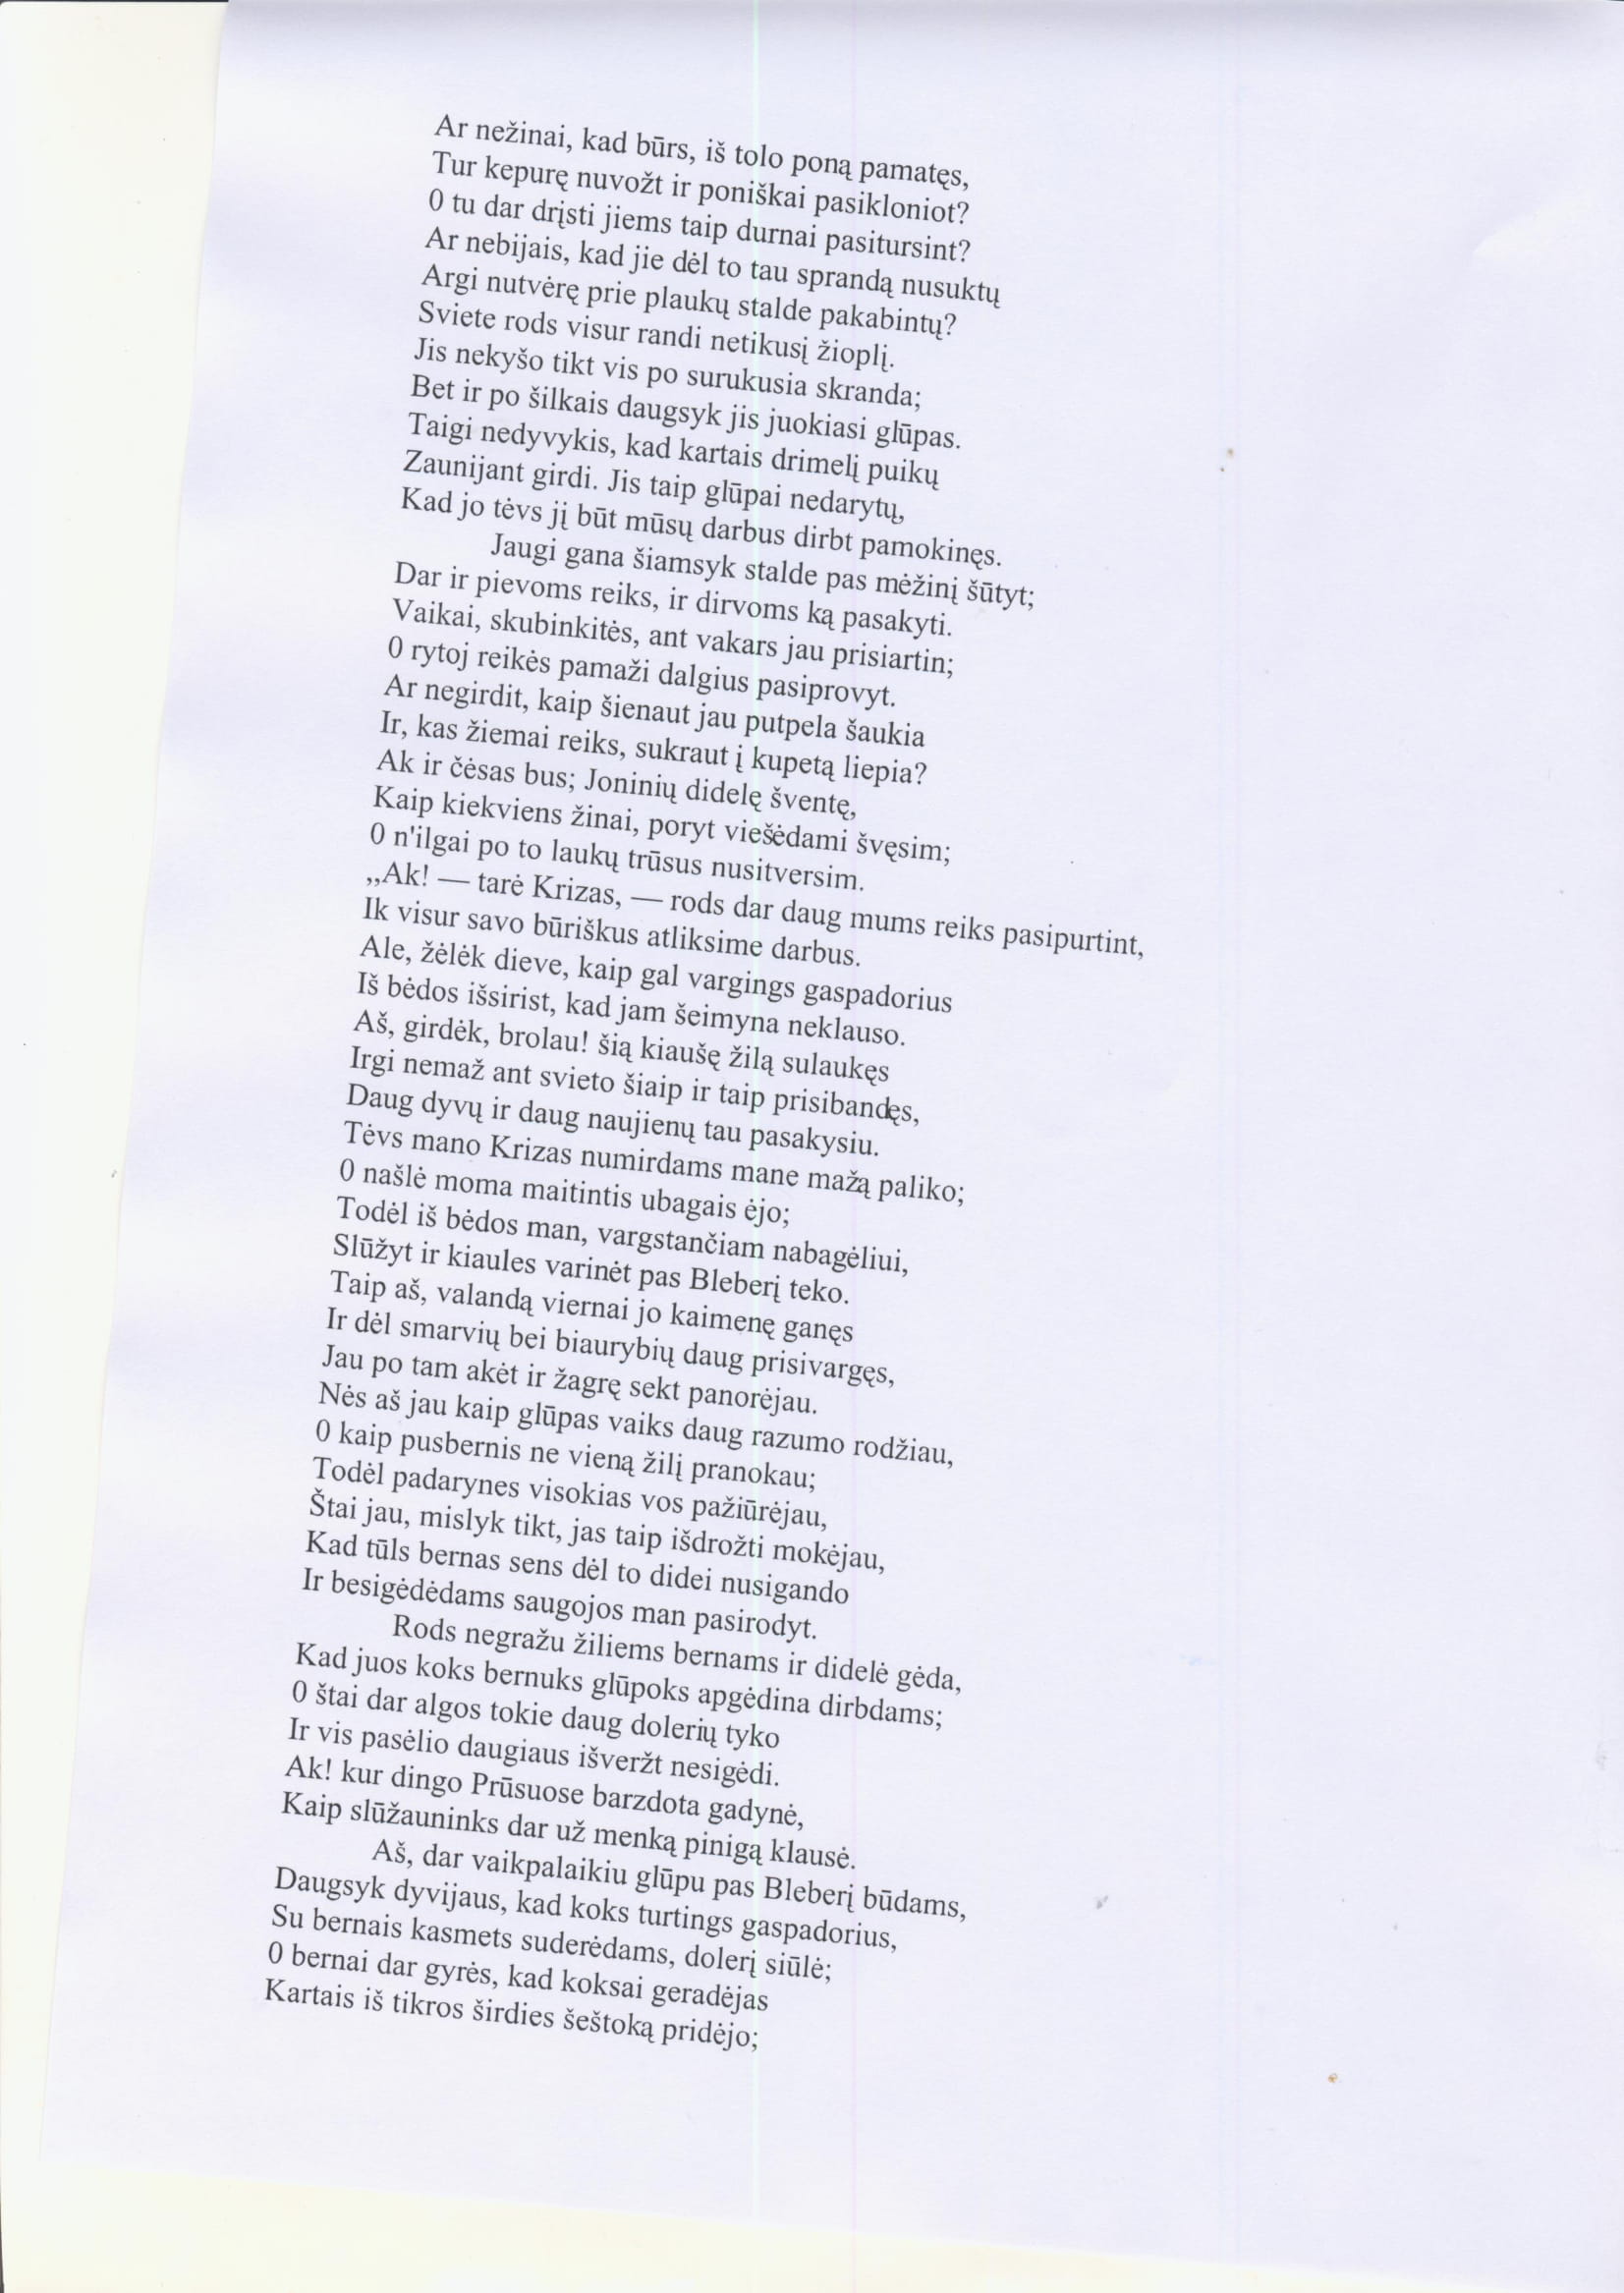 Ar nežinai, kad būrs, iš tolo poną pamatęs,
Tur kepurę nuvožt ir poniškai pasikloniot?
0 tu dar drįsti jiems taip durnai pasitursint?
Ar nebijais, kad jie dėl to tau sprandą nusuktų
Argi nutvėrę prie plaukų stalde pakabintų?
Sviete rods visur randi netikusį žioplį.
Jis nekyšo tikt vis po surukusia skranda;
Bet ir po šilkais daugsyk jis juokiasi glūpas.
Taigi nedyvykis, kad kartais drimelį puikų
Zaunijant girdi. Jis taip glūpai nedarytų,
Kad jo tėvs jį būt mūsų darbus dirbt pamokinęs.
Jaugi gana šiamsyk stalde pas mėžinį šūtyt;
Dar ir pievoms reiks, ir dirvoms ką pasakyti.
Vaikai, skubinkitės, ant vakars jau prisiartin;
0 rytoj reikės pamaži dalgius pasiprovyt.
Ar negirdit, kaip šienaut jau putpela šaukia
Ir, kas žiemai reiks, sukraut į kupetą liepia?
Ak ir čėsas bus; Joninių didelę šventę,
Kaip kiekviens žinai, poryt viešėdami švęsim;
0 n'ilgai po to laukų trūsus nusitversim.
„Ak! — tarė Krizas, — rods dar daug mums reiks pasipurtint,
Ik visur savo būriškus atliksime darbus.
Ale, žėlėk dieve, kaip gal vargings gaspadorius
Iš bėdos išsirist, kad jam šeimyna neklauso.
Aš, girdėk, brolau! šią kiaušę žilą sulaukęs
Irgi nemaž ant svieto šiaip ir taip prisibandęs,
Daug dyvų ir daug naujienų tau pasakysiu.
Tėvs mano Krizas numirdams mane mažą paliko;
0 našlė moma maitintis ubagais ėjo;
Todėl iš bėdos man, vargstančiam nabagėliui,
Slūžyt ir kiaules varinėt pas Bleberį teko.
Taip aš, valandą viernai jo kaimenę ganęs
Ir dėl smarvių bei biaurybių daug prisivargęs,
Jau po tam akėt ir žagrę sekt panorėjau.
Nės aš jau kaip glūpas vaiks daug razumo rodžiau,
0 kaip pusbernis ne vieną žilį pranokau;
Todėl padarynes visokias vos pažiūrėjau,
Štai jau, mislyk tikt, jas taip išdrožti mokėjau,
Kad tūls bernas sens dėl to didei nusigando
Ir besigėdėdams saugojos man pasirodyt.
Rods negražu žiliems bernams ir didelė gėda,
Kad juos koks bernuks glūpoks apgėdina dirbdams;
0 štai dar algos tokie daug dolerių tyko
Ir vis pasėlio daugiaus išveržt nesigėdi.
Ak! kur dingo Prūsuose barzdota gadynė,
Kaip slūžauninks dar už menką pinigą klausė.
Aš, dar vaikpalaikiu glūpu pas Bleberį būdams,
Daugsyk dyvijaus, kad koks turtings gaspadorius,
Su bernais kasmets suderėdams, dolerį siūlė;
0 bernai dar gyrės, kad koksai geradėjas
Kartais iš tikros širdies šeštoką pridėjo;